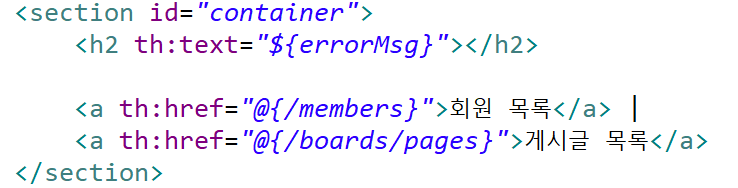 <section id="container">
<h2 th:text="${errorMsg}"></h2>
<a th:href="@{/members}">회원 목록</a> |
<a th:href="@{/boards/pages}">게시글 목록</a>
</section>